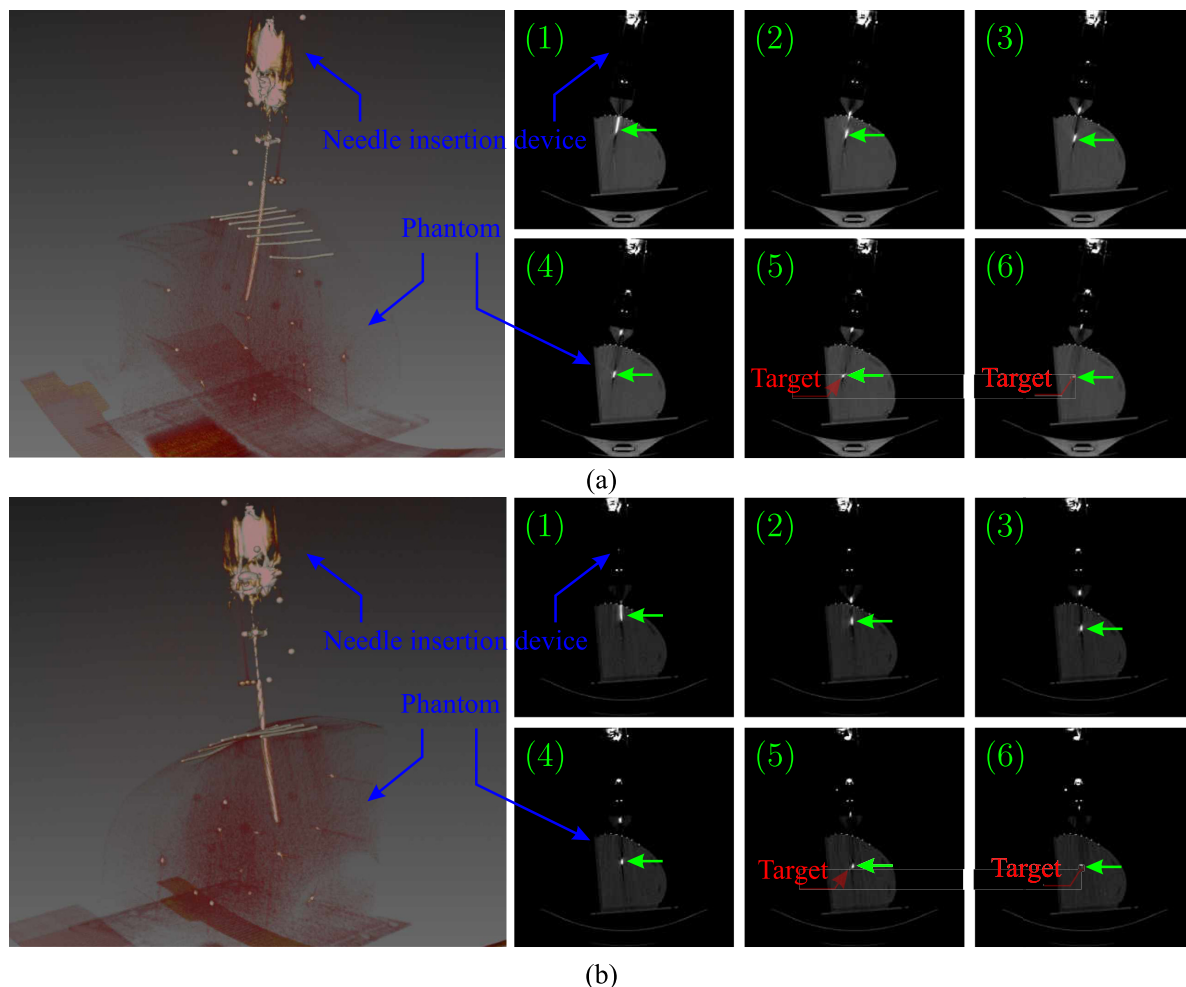 (1)
(2)
(3)
Needle insertion device
Phantom
(4)
(5)
(6)
Target
Target
(a)
(1)
(2)
(3)
Needle insertion device
Phantom
(4)
(5)
(6)
Target
Target
(b)